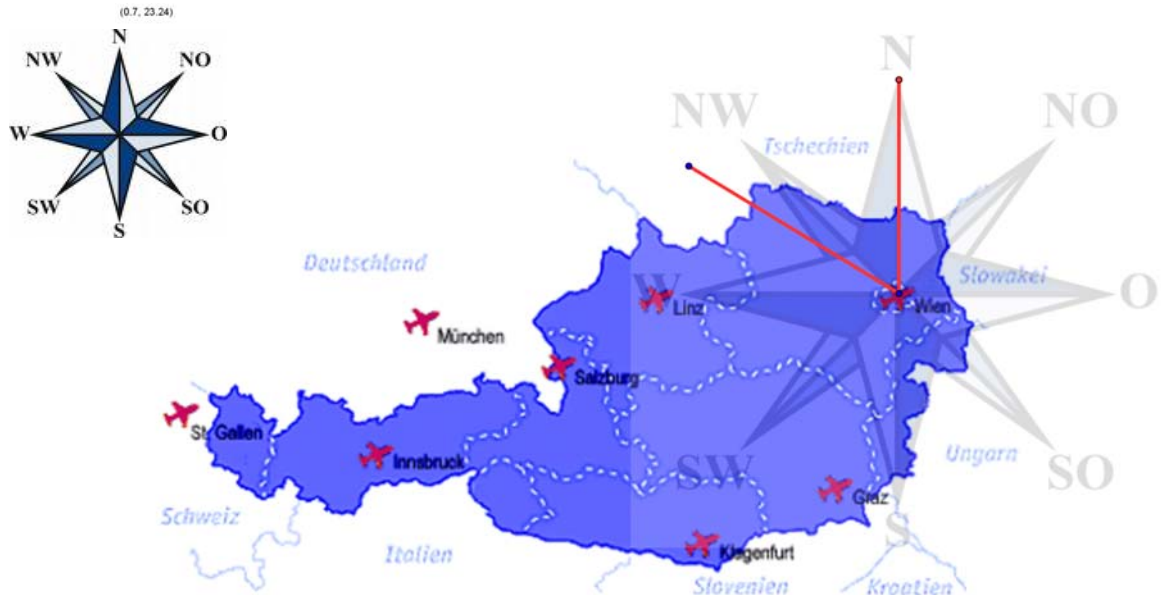 (0.7, 23.24)
N
NW
NO
W
O
SW
SO
S
N
NW
NO
Tschechien
Deutschland
Slowakei
W
O
Linz
Wien
München
Salzburg
St. Gallen
Innsbruck
Ungarn
SW
SO
Graz
Schweiz
S
Italien
Klagenfurt
Slovenien
Kroatien